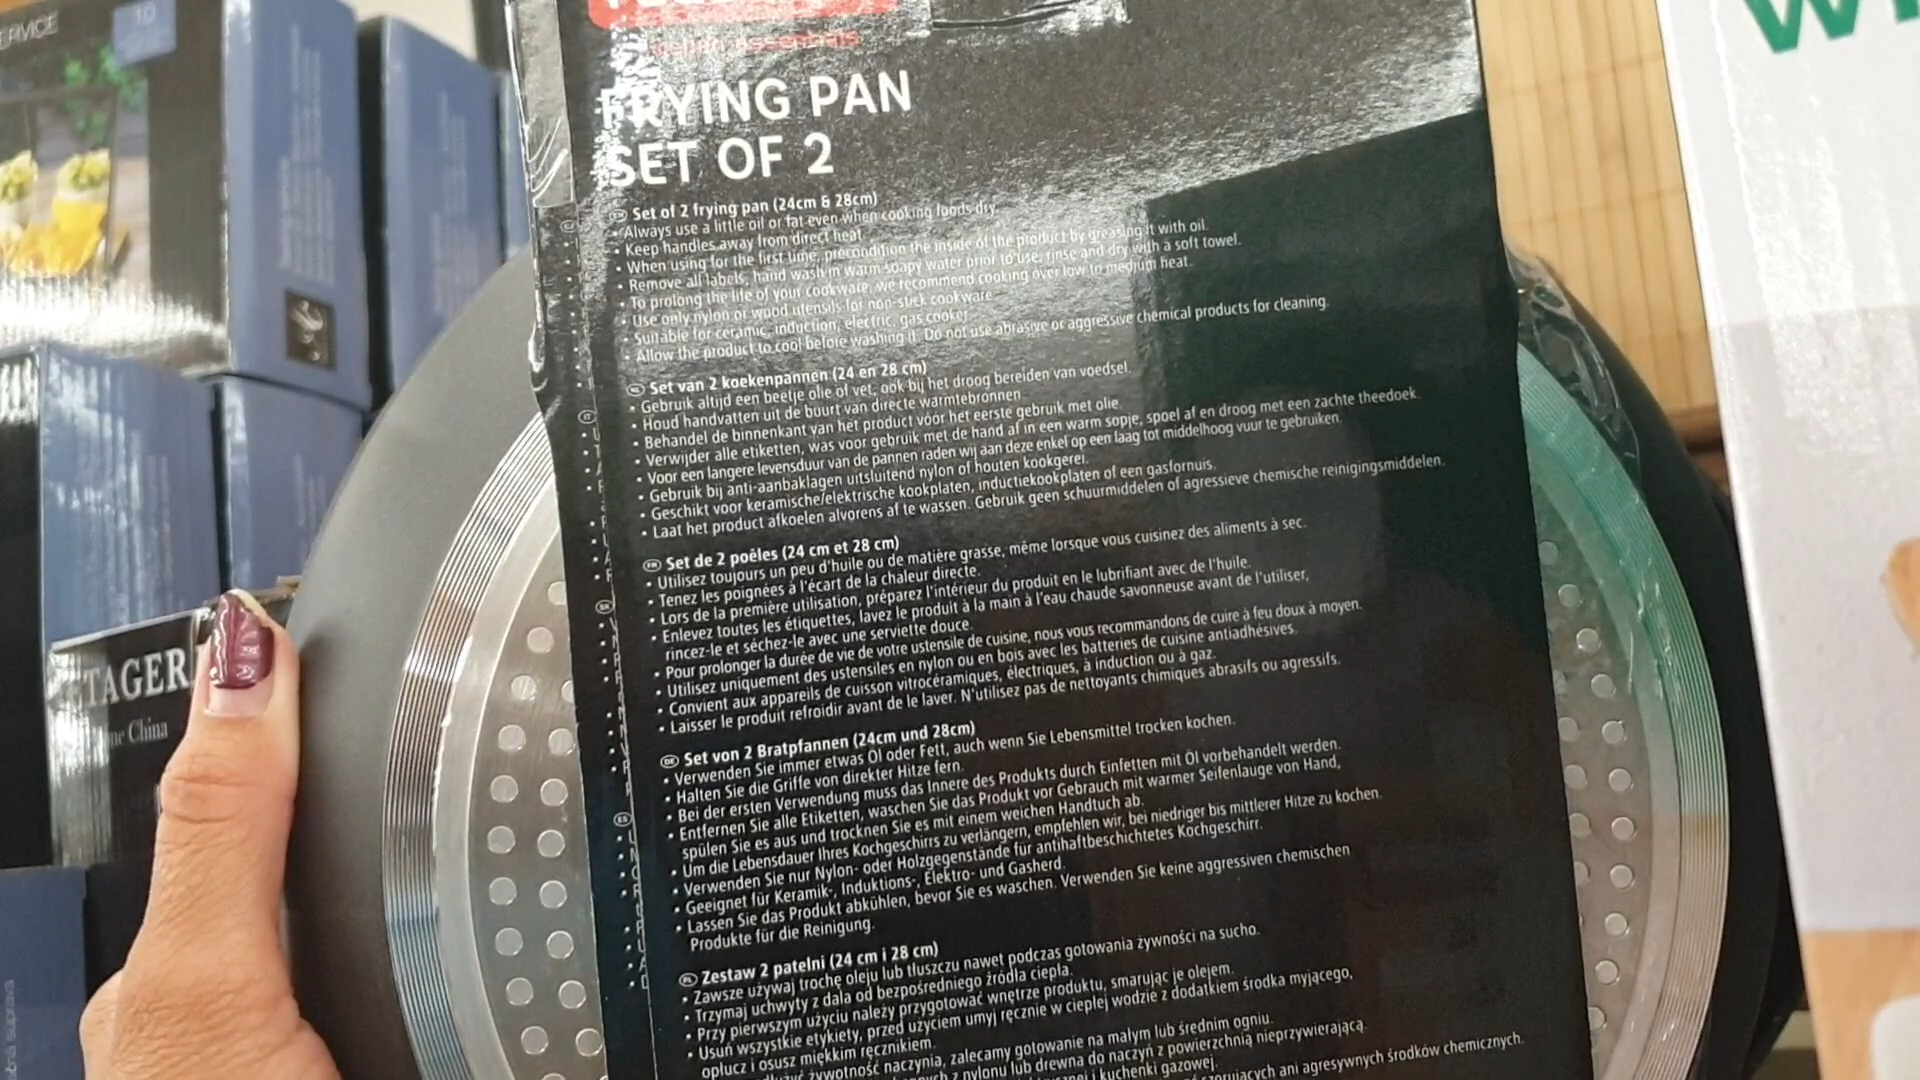 SERVICE
10
TAGER
ne China
FRYING PAN
SET OF 2
EN Set of 2 frying pan (24cm & 28cm)
• Always use a little oil or fat even when cooking foods dry.
• Keep handles away from direct heat.
• When using for the first time, precondition the inside of the product by greasing it with oil.
• Remove all labels, hand wash in warm soapy water prior to use, rinse and dry with a soft towel.
• To prolong the life of your cookware, we recommend cooking over low to medium heat.
• Use only nylon or wood utensils for non-stick cookware.
• Suitable for ceramic, induction, electric, gas cooker
• Allow the product to cool before washing it. Do not use abrasive or aggressive chemical products for cleaning.
NL Set van 2 koekenpannen (24 en 28 cm)
• Gebruik altijd een beetje olie of vet, ook bij het droog bereiden van voedsel.
• Houd handvatten uit de buurt van directe warmtebronnen
• Behandel de binnenkant van het product vóór het eerste gebruik met olie.
• Verwijder alle etiketten, was voor gebruik met de hand af in een warm sopje, spoel af en droog met een zachte theedoek.
• Voor een langere levensduur van de pannen raden wij aan deze enkel op een laag tot middelhoog vuur te gebruiken.
• Gebruik bij anti-aanbaklagen uitsluitend nylon of houten kookgerei.
• Geschikt voor keramische/elektrische kookplaten, inductiekookplaten of een gasfornuis.
• Laat het product afkoelen alvorens af te wassen. Gebruik geen schuurmiddelen of agressieve chemische reinigingsmiddelen.
FR Set de 2 poêles (24 cm et 28 cm)
• Utilisez toujours un peu d'huile ou de matière grasse, même lorsque vous cuisinez des aliments à sec.
• Tenez les poignées à l'écart de la chaleur directe.
• Lors de la première utilisation, préparez l'intérieur du produit en le lubrifiant avec de l'huile.
• Enlevez toutes les étiquettes, lavez le produit à la main à l'eau chaude savonneuse avant de l'utiliser,
rincez-le et séchez-le avec une serviette douce.
• Pour prolonger la durée de vie de votre ustensile de cuisine, nous vous recommandons de cuire à feu doux à moyen.
• Utilisez uniquement des ustensiles en nylon ou en bois avec les batteries de cuisine antiadhésives.
• Convient aux appareils de cuisson vitrocéramiques, électriques, à induction ou à gaz.
• Laisser le produit refroidir avant de le laver. N'utilisez pas de nettoyants chimiques abrasifs ou agressifs.
DE Set von 2 Bratpfannen (24cm und 28cm)
• Verwenden Sie immer etwas Öl oder Fett, auch wenn Sie Lebensmittel trocken kochen.
• Halten Sie die Griffe von direkter Hitze fern.
• Bei der ersten Verwendung muss das Innere des Produkts durch Einfetten mit Öl vorbehandelt werden.
• Entfernen Sie alle Etiketten, waschen Sie das Produkt vor Gebrauch mit warmer Seifenlauge von Hand,
spülen Sie es aus und trocknen Sie es mit einem weichen Handtuch ab.
• Um die Lebensdauer Ihres Kochgeschirrs zu verlängern, empfehlen wir, bei niedriger bis mittlerer Hitze zu kochen.
• Verwenden Sie nur Nylon- oder Holzgegenstände für antihaftbeschichtetes Kochgeschirr.
• Geeignet für Keramik-, Induktions-, Elektro- und Gasherd.
• Lassen Sie das Produkt abkühlen, bevor Sie es waschen. Verwenden Sie keine aggressiven chemischen
Produkte für die Reinigung.
PL Zestaw 2 patelni (24 cm i 28 cm)
• Zawsze używaj trochę oleju lub tłuszczu nawet podczas gotowania żywności na sucho.
• Trzymaj uchwyty z dala od bezpośredniego źródła ciepła.
• Przy pierwszym użyciu należy przygotować wnętrze produktu, smarując je olejem.
• Usuń wszystkie etykiety, przed użyciem umyj ręcznie w ciepłej wodzie z dodatkiem środka myjącego,
opłucz i osusz miękkim ręcznikiem.
żywotność naczynia, zalecamy gotowanie na małym lub średnim ogniu.
z nylonu lub drewna do naczyń z powierzchnią nieprzywierającą.
i kuchenki gazowej.
ani agresywnych środków chemicznych.